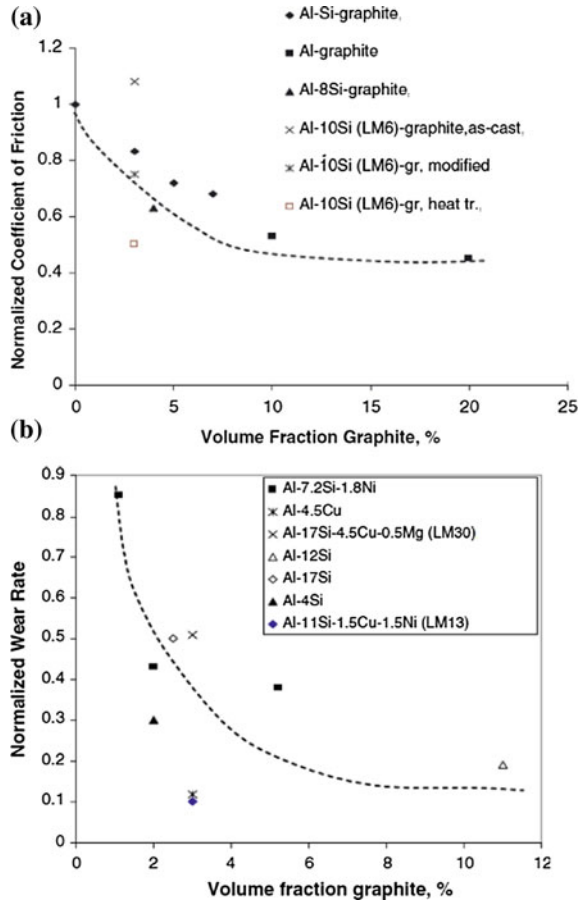 (a)
Al-Si-graphite,
Al-graphite
Al-8Si-graphite,
Al-10Si (LM6)-graphite,as-cast,
Al-10Si (LM6)-gr, modified
Al-10Si (LM6)-gr, heat tr.,
Normalized Coefficient of Friction
1.2
1
0.8
0.6
0.4
0.2
0
0 5 10 15 20 25
Volume Fraction Graphite, %
(b)
Al-7.2Si-1.8Ni
Al-4.5Cu
Al-17Si-4.5Cu-0.5Mg (LM30)
Al-12Si
Al-17Si
Al-4Si
Al-11Si-1.5Cu-1.5Ni (LM13)
Normalized Wear Rate
0.9
0.8
0.7
0.6
0.5
0.4
0.3
0.2
0.1
0
0 2 4 6 8 10 12
Volume fraction graphite, %